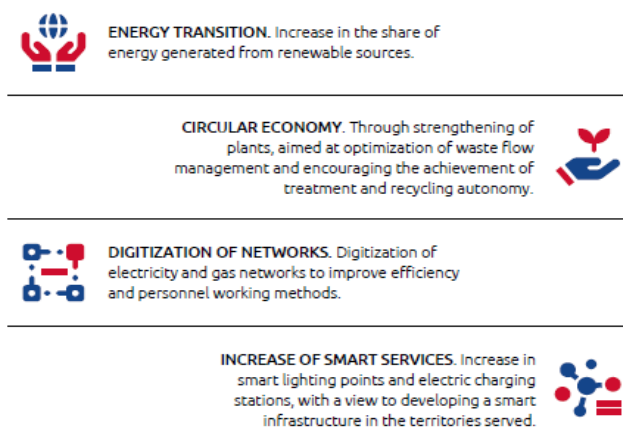 ENERGY TRANSITION. Increase in the share of
energy generated from renewable sources.
CIRCULAR ECONOMY. Through strengthening of
plants, aimed at optimization of waste flow
management and encouraging the achievement of
treatment and recycling autonomy.
DIGITIZATION OF NETWORKS. Digitization of
electricity and gas networks to improve efficiency
and personnel working methods.
INCREASE OF SMART SERVICES. Increase in
smart lighting points and electric charging
stations, with a view to developing a smart
infrastructure in the territories served.